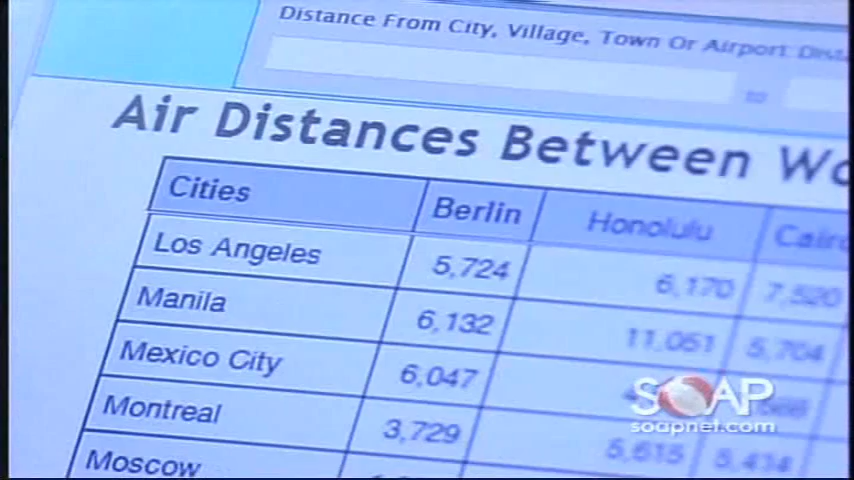 Distance From City, Village, Town Or Airport
to
Air Distances Between
Cities Berlin Honolulu
Los Angeles 5,724 6,170 7,520
Manila 6,132 11,051 5,704
Mexico City 6,047
Montreal 3,729 5,615 5,414
Moscow
SOAP
soapnet.com